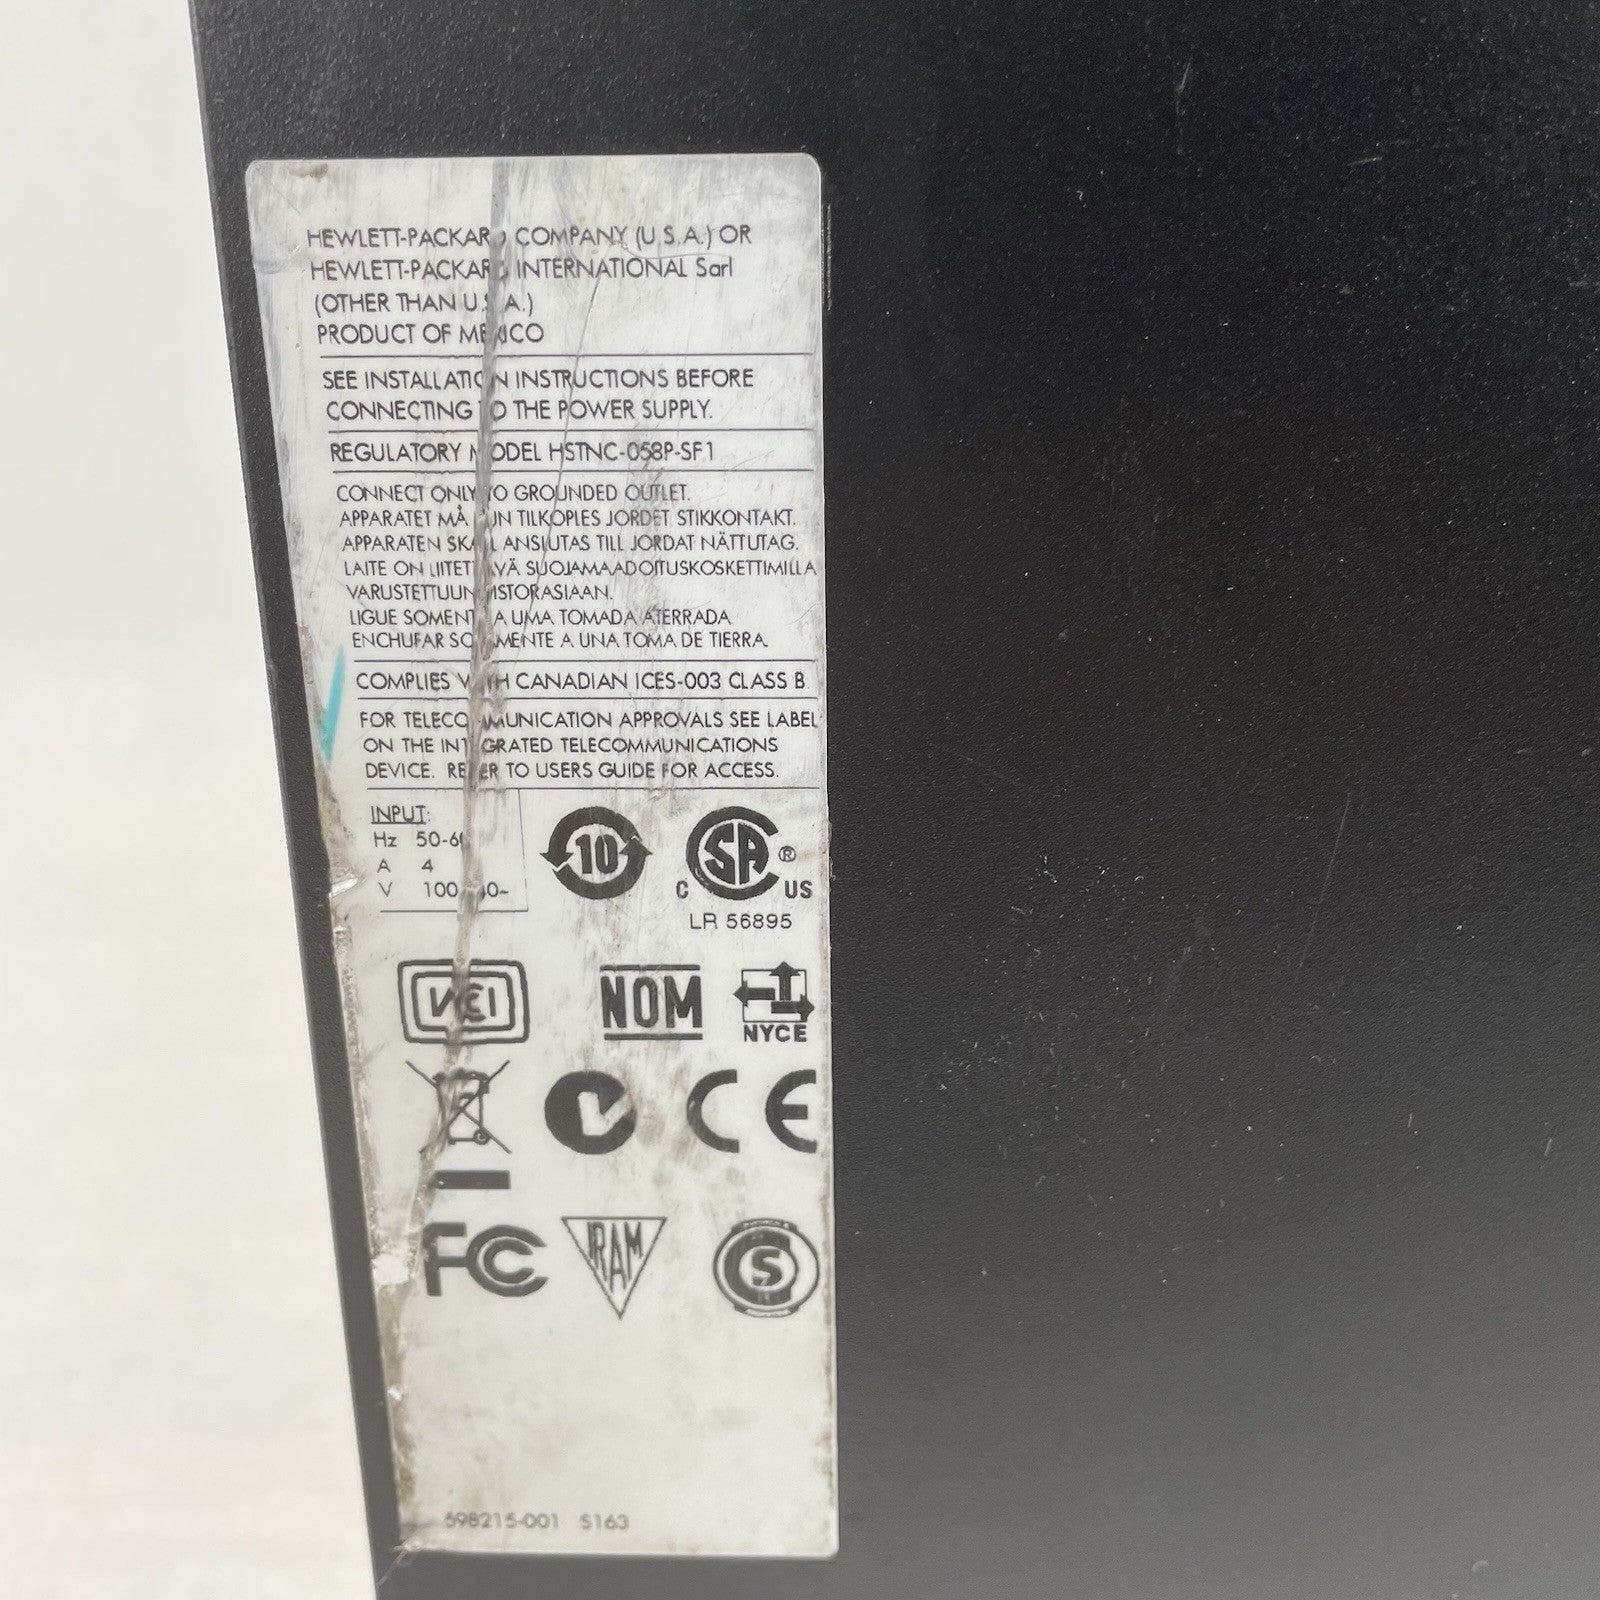 HEWLETT-PACKARD COMPANY (U.S.A.) OR
HEWLETT-PACKARD INTERNATIONAL Sarl
(OTHER THAN U.S.A.)
PRODUCT OF MEXICO
SEE INSTALLATION INSTRUCTIONS BEFORE
CONNECTING TO THE POWER SUPPLY.
REGULATORY MODEL HSTNC-058P-SF1
CONNECT ONLY TO GROUNDED OUTLET.
APPARATET MÅ KUN TILKOPLES JORDET STIKKONTAKT.
APPARATEN SKALL ANSLUTAS TILL JORDAT NÄTTUTAG.
LAITE ON LIITETTÄVÄ SUOJAMAADOITUSKOSKETTIMILLA
VARUSTETTUUN PISTORASIAAN.
LIGUE SOMENTE A UMA TOMADA ATERRADA
ENCHUFAR SOLAMENTE A UNA TOMA DE TIERRA.
COMPLIES WITH CANADIAN ICES-003 CLASS B.
FOR TELECOMMUNICATION APPROVALS SEE LABEL
ON THE INTEGRATED TELECOMMUNICATIONS
DEVICE. REFER TO USERS GUIDE FOR ACCESS.
INPUT:
Hz 50-60
A 4
V 100-240~
10
C SA ® US
LR 56895
NOM
NYCE
CE
FC
IRAM
S
598215-001 S163